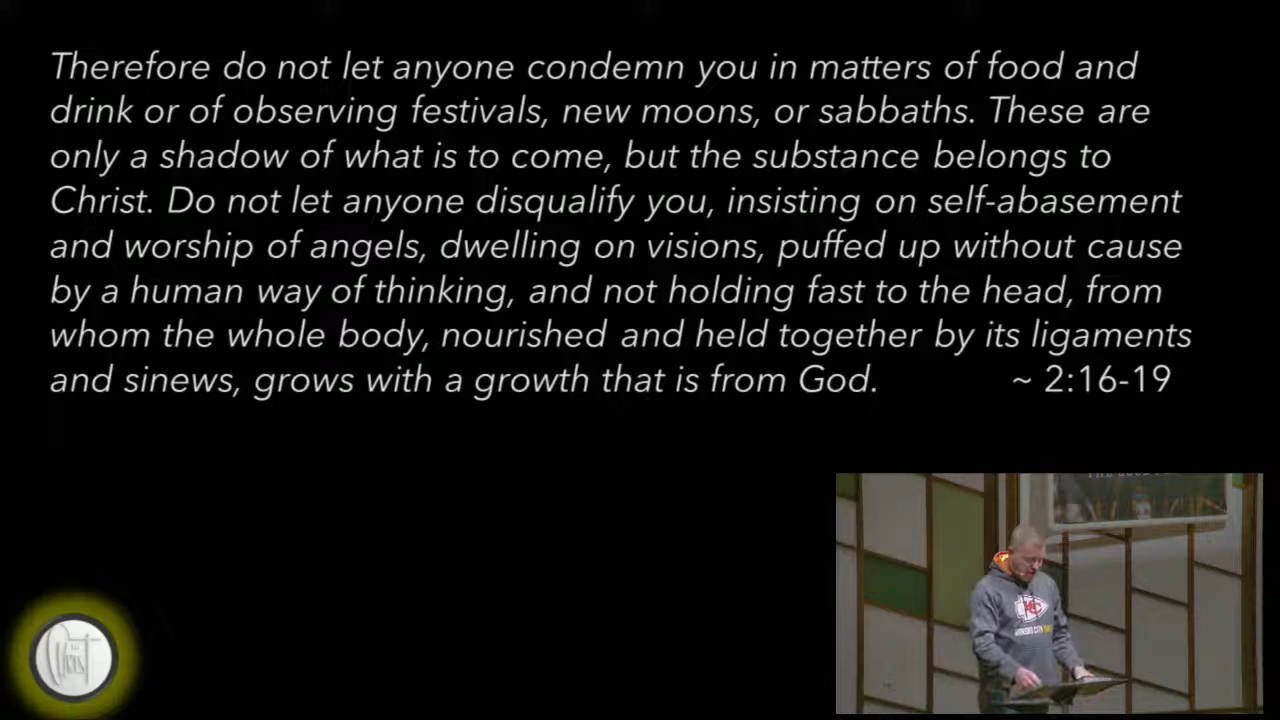 Therefore do not let anyone condemn you in matters of food and
drink or of observing festivals, new moons, or sabbaths. These are
only a shadow of what is to come, but the substance belongs to
Christ. Do not let anyone disqualify you, insisting on self-abasement
and worship of angels, dwelling on visions, puffed up without cause
by a human way of thinking, and not holding fast to the head, from
whom the whole body, nourished and held together by its ligaments
and sinews, grows with a growth that is from God. ~ 2:16-19
KC